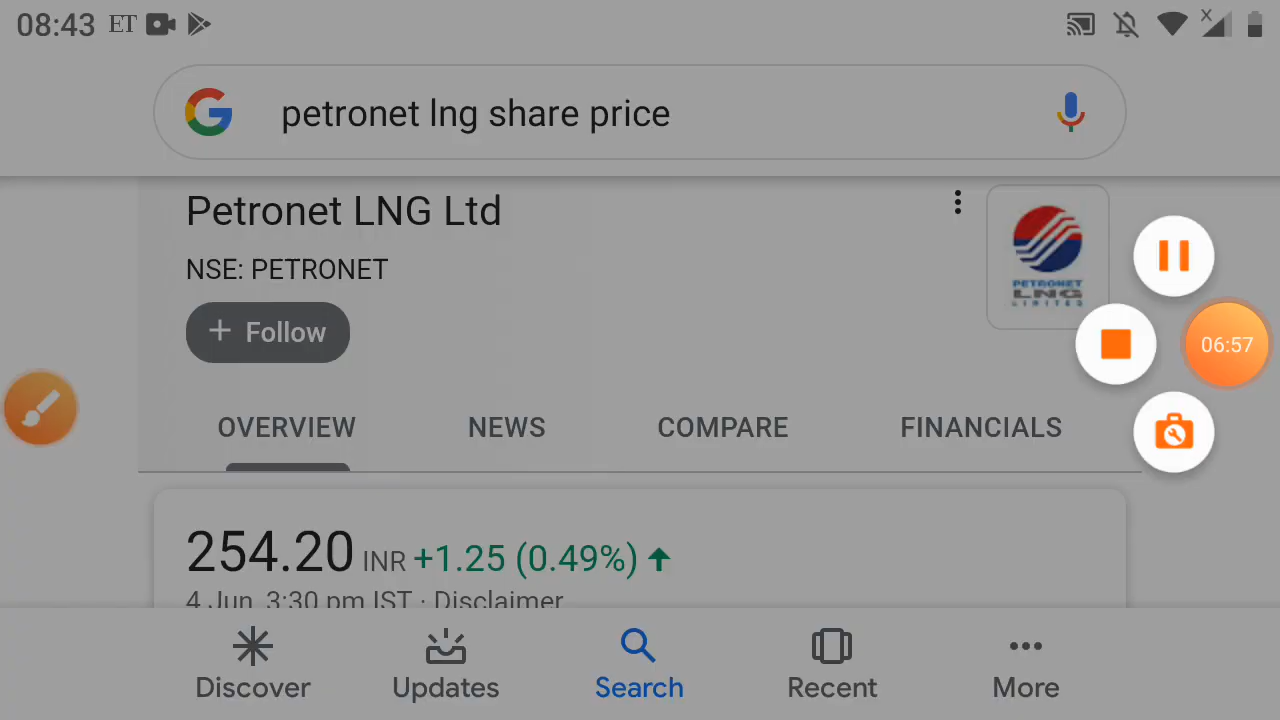 08:43 ET
petronet lng share price
Petronet LNG Ltd
NSE: PETRONET
PETRONET
LNG
LIMITED
+ Follow
06:57
OVERVIEW NEWS COMPARE FINANCIALS
254.20 INR +1.25 (0.49%)
4 Jun, 3:30 pm IST · Disclaimer
Discover Updates Search Recent More